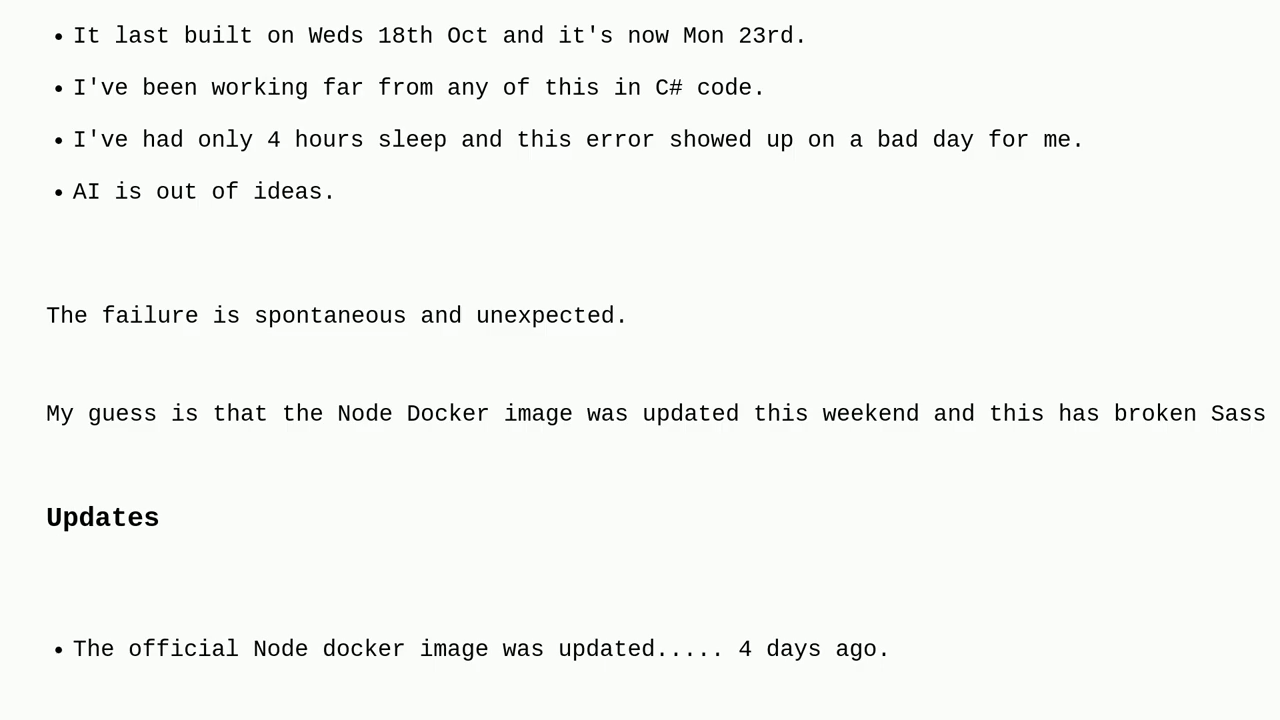 • It last built on Weds 18th Oct and it's now Mon 23rd.
• I've been working far from any of this in C# code.
• I've had only 4 hours sleep and this error showed up on a bad day for me.
• AI is out of ideas.
The failure is spontaneous and unexpected.
My guess is that the Node Docker image was updated this weekend and this has broken Sass
Updates
• The official Node docker image was updated..... 4 days ago.